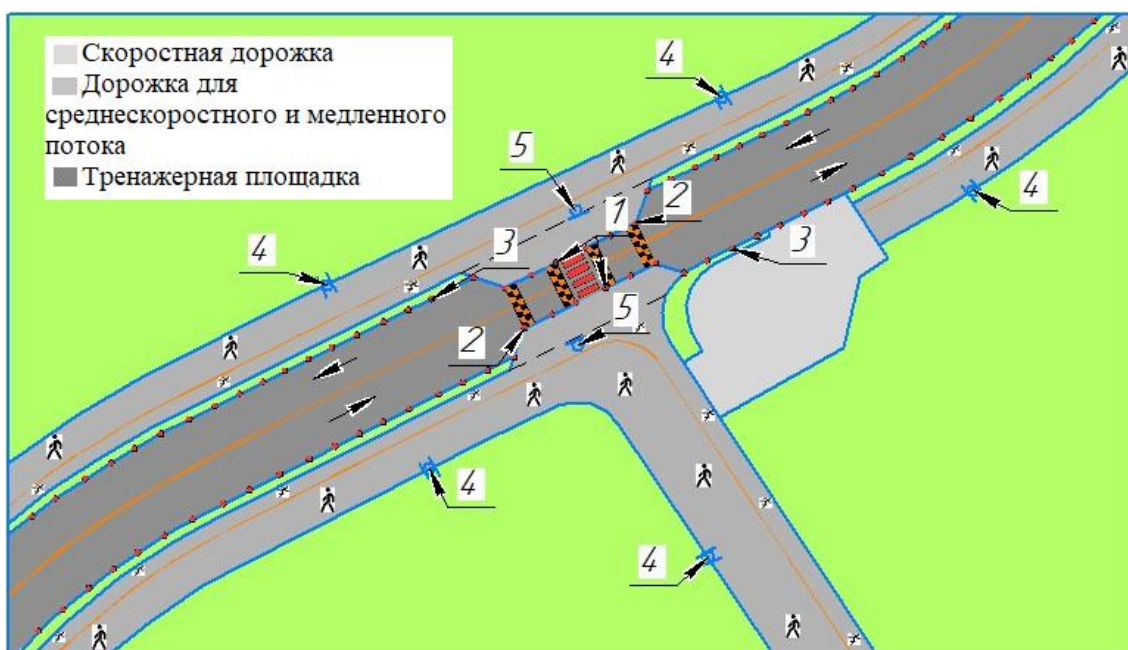 Скоростная дорожка
Дорожка для
среднескоростного и медленного
потока
Тренажерная площадка
4
5
1
2
4
4
3
3
5
2
4
4